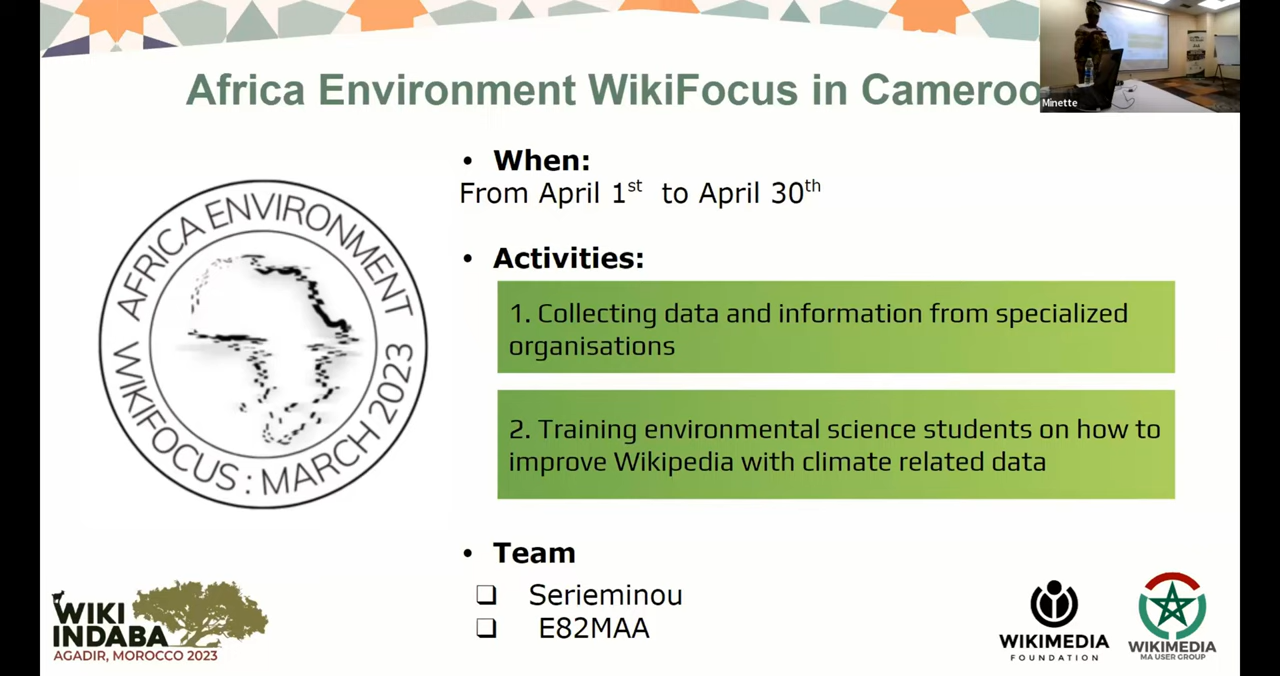 Africa Environment WikiFocus in Cameroo
Minette
• When:
From April 1st to April 30th
AFRICA ENVIRONMENT
WIKIFOCUS : MARCH 2023
• Activities:
1. Collecting data and information from specialized
organisations
2. Training environmental science students on how to
improve Wikipedia with climate related data
• Team
❑ Serieminou
❑ E82MAA
WIKI
INDABA
AGADIR, MOROCCO 2023
WIKIMEDIA
FOUNDATION
WIKIMEDIA
MA USER GROUP